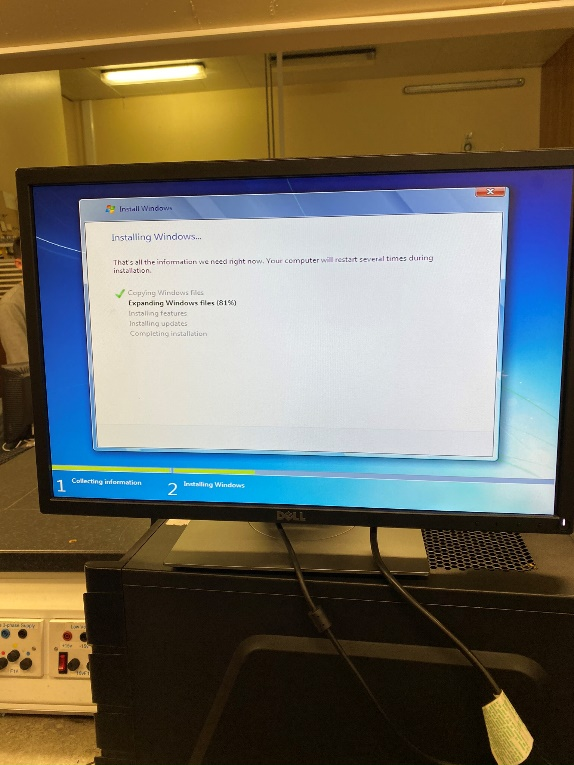 Install Windows
Installing Windows...
That's all the information we need right now. Your computer will restart several times during
installation.
Copying Windows files
Expanding Windows files (81%)
Installing features
Installing updates
Completing installation
1 Collecting information
2 Installing Windows
DELL